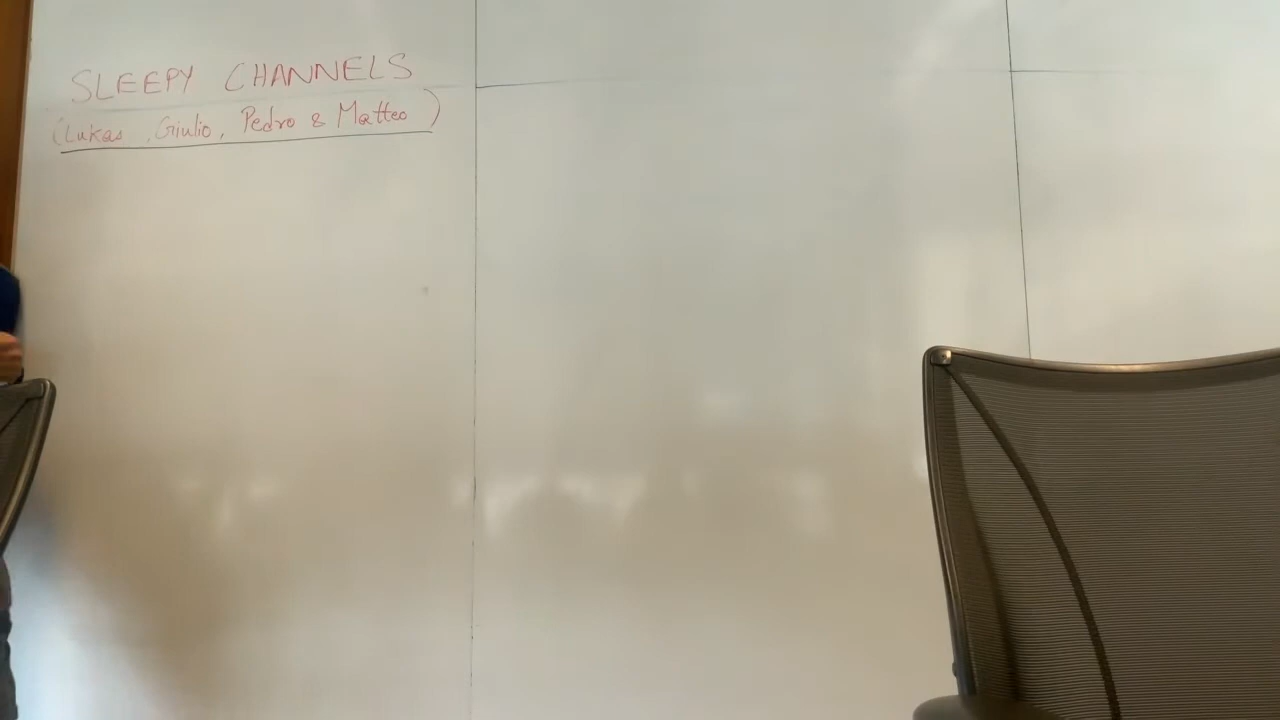 SLEEPY CHANNELS
(Lukas, Giulio, Pedro & Matteo)